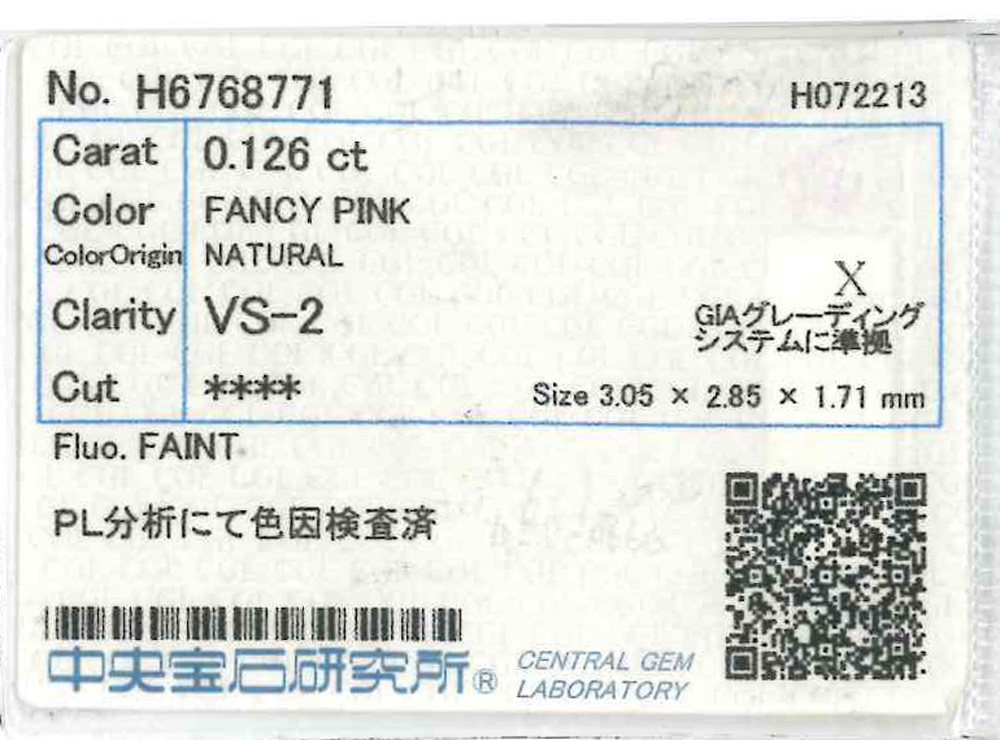 No. H6768771
H072213
Carat 0.126 ct
Color FANCY PINK
ColorOrigin NATURAL
Clarity VS-2
X
GIAグレーディング
システムに準拠
Cut ****
Size 3.05 × 2.85 × 1.71 mm
Fluo. FAINT
PL分析にて色因検査済
中央宝石研究所®
CENTRAL GEM
LABORATORY